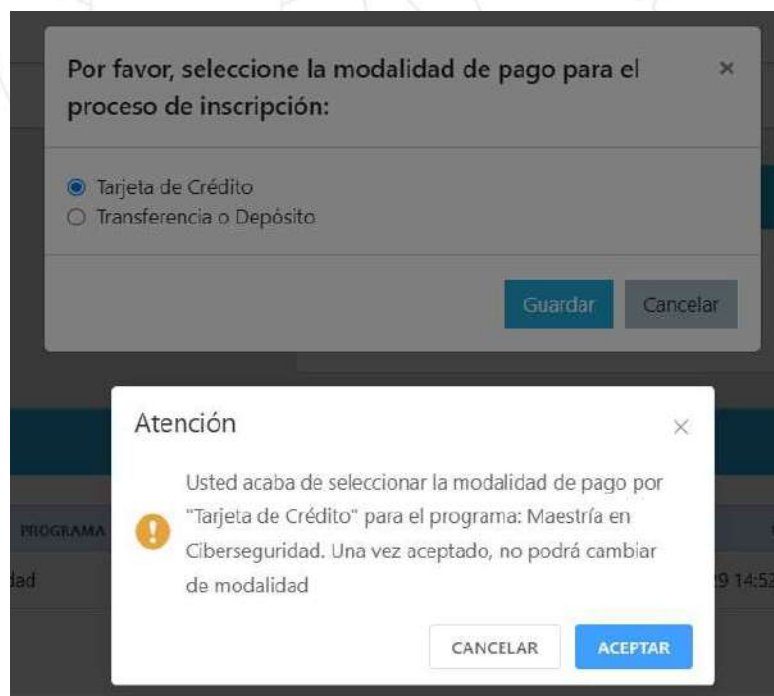 Por favor, seleccione la modalidad de pago para el
proceso de inscripción:
×
Tarjeta de Crédito
Transferencia o Depósito
Guardar
Cancelar
Atención
×
Usted acaba de seleccionar la modalidad de pago por
"Tarjeta de Crédito" para el programa: Maestría en
Ciberseguridad. Una vez aceptado, no podrá cambiar
de modalidad
CANCELAR
ACEPTAR
PROGRAMA
dad
29 14:52